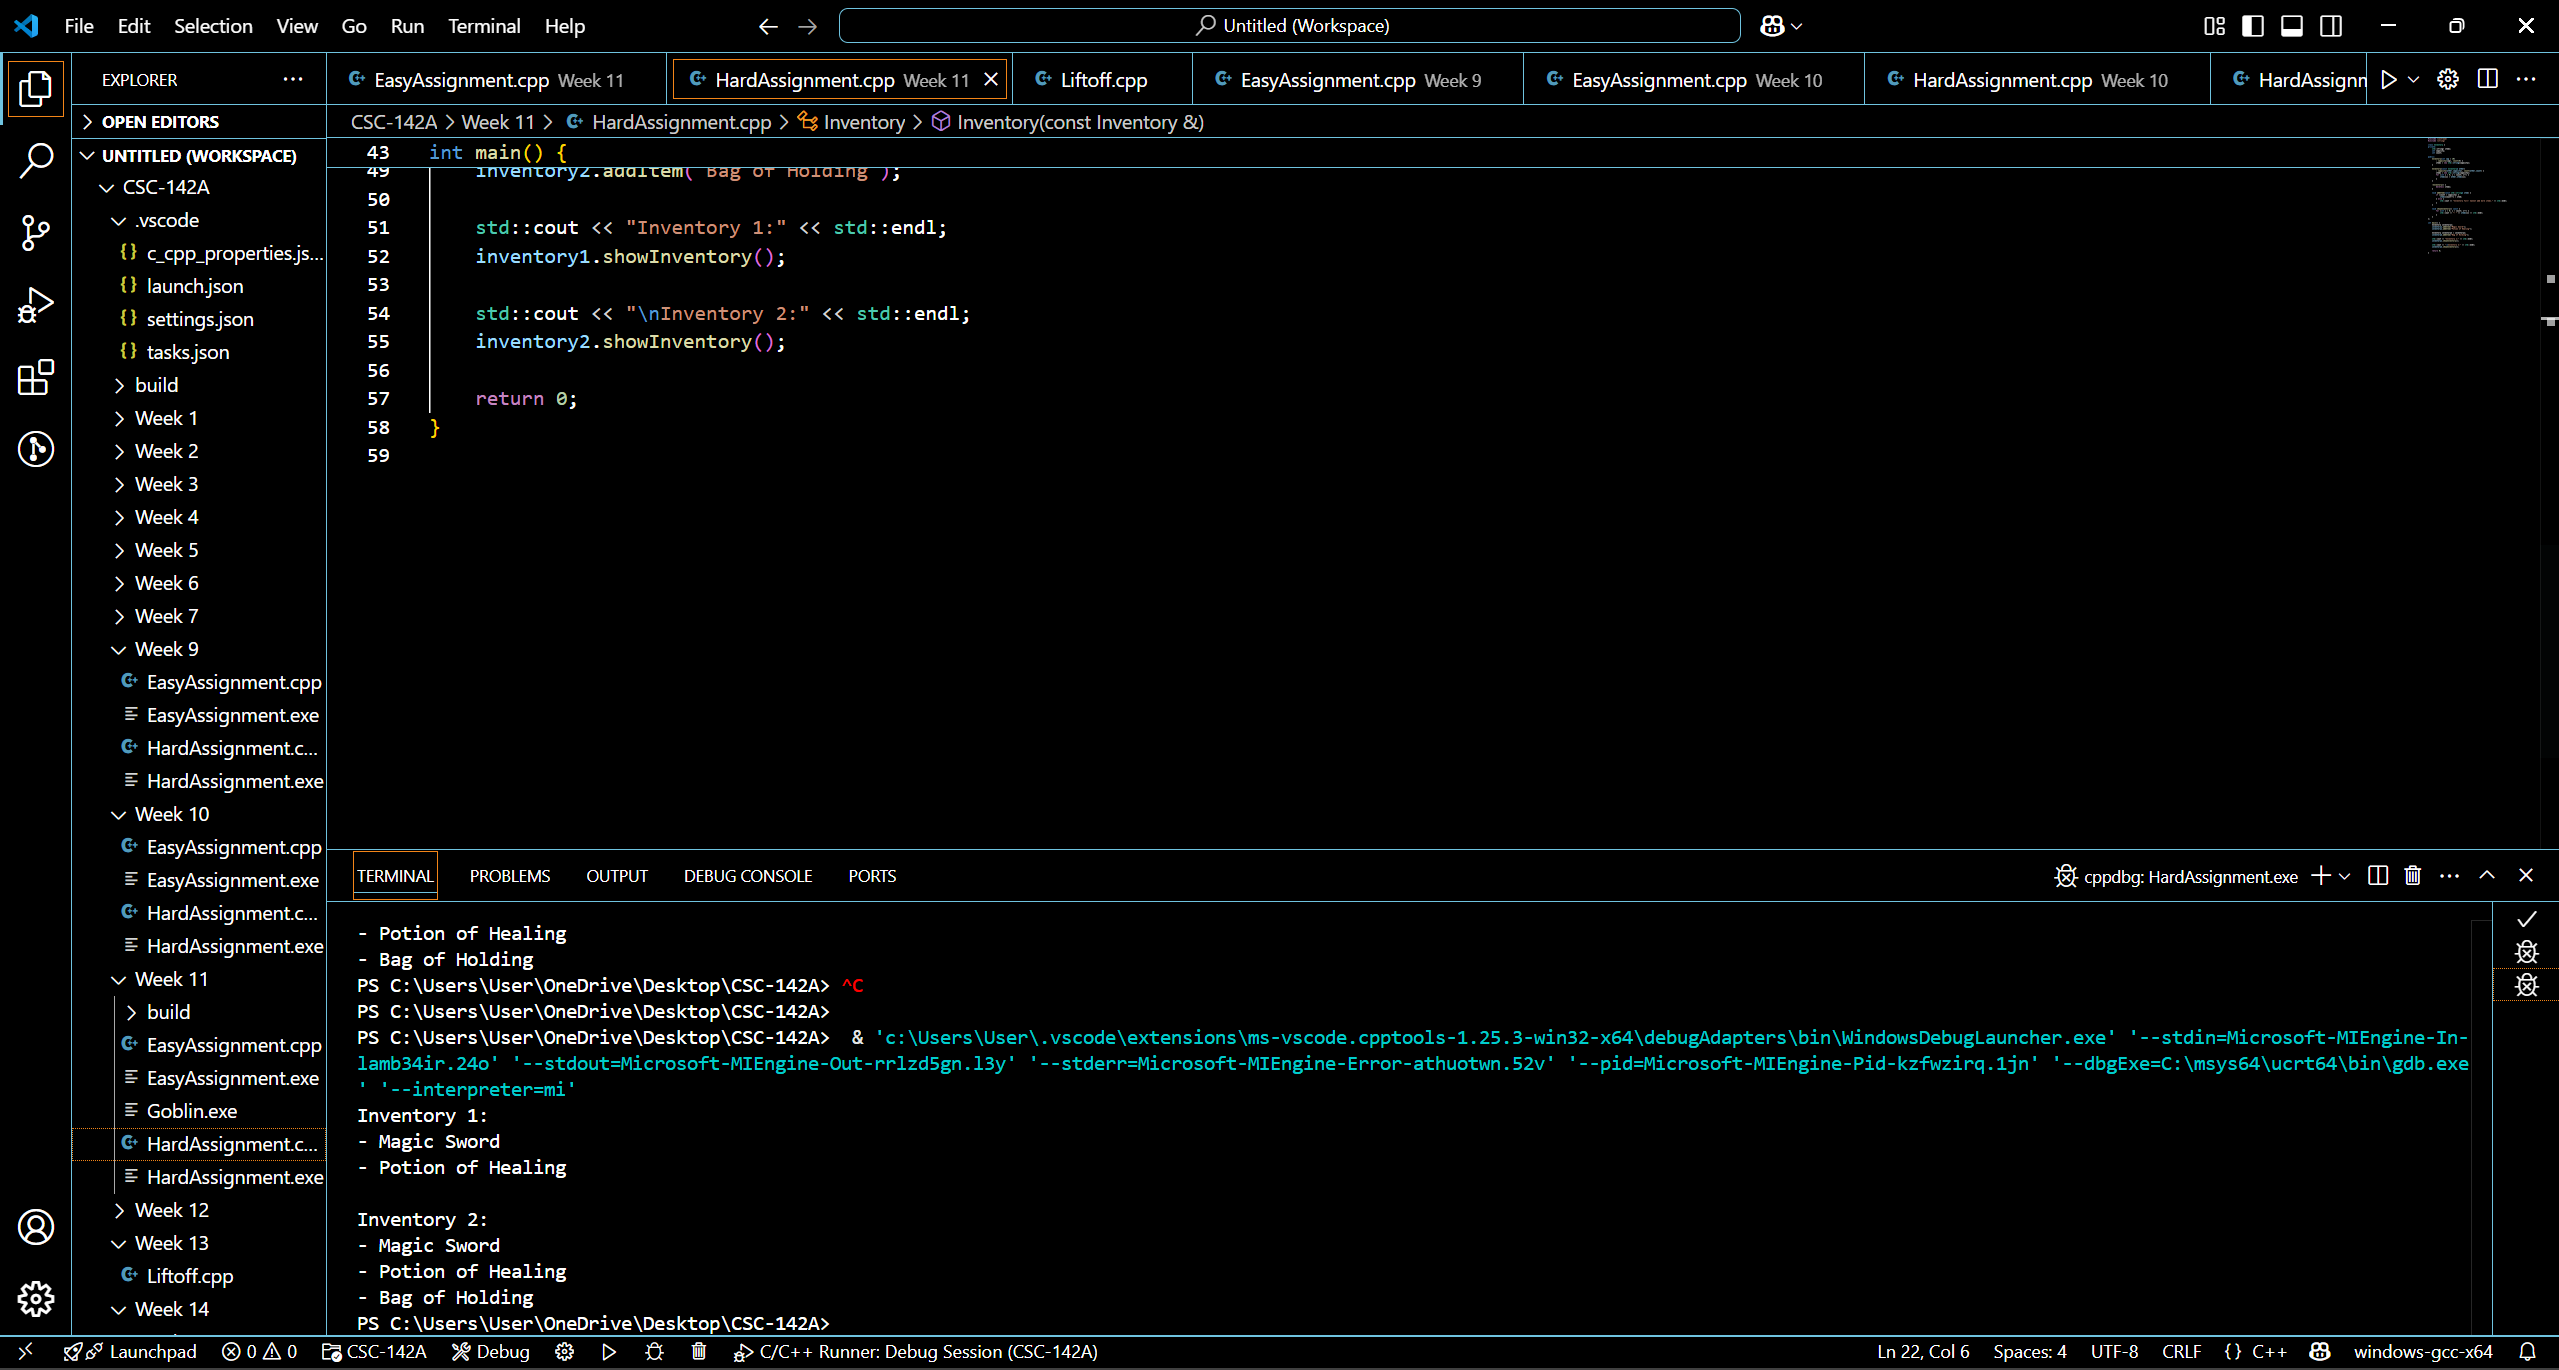 File Edit Selection View Go Run Terminal Help
Untitled (Workspace)
EXPLORER
EasyAssignment.cpp Week 11
HardAssignment.cpp Week 11
Liftoff.cpp
EasyAssignment.cpp Week 9
EasyAssignment.cpp Week 10
HardAssignment.cpp Week 10
HardAssignm
OPEN EDITORS
CSC-142A > Week 11 > HardAssignment.cpp > Inventory > Inventory(const Inventory &)
UNTITLED (WORKSPACE)
CSC-142A
.vscode
{} c_cpp_properties.js...
{} launch.json
{} settings.json
{} tasks.json
build
Week 1
Week 2
Week 3
Week 4
Week 5
Week 6
Week 7
Week 9
EasyAssignment.cpp
EasyAssignment.exe
HardAssignment.c...
HardAssignment.exe
Week 10
EasyAssignment.cpp
EasyAssignment.exe
HardAssignment.c...
HardAssignment.exe
Week 11
build
EasyAssignment.cpp
EasyAssignment.exe
Goblin.exe
HardAssignment.c...
HardAssignment.exe
Week 12
Week 13
Liftoff.cpp
Week 14
43 int main() {
49 inventory2.addItem("Bag of Holding");
50
51 std::cout << "Inventory 1:" << std::endl;
52 inventory1.showInventory();
53
54 std::cout << "\nInventory 2:" << std::endl;
55 inventory2.showInventory();
56
57 return 0;
58 }
59
TERMINAL PROBLEMS OUTPUT DEBUG CONSOLE PORTS
cppdbg: HardAssignment.exe
- Potion of Healing
- Bag of Holding
PS C:\Users\User\OneDrive\Desktop\CSC-142A> ^C
PS C:\Users\User\OneDrive\Desktop\CSC-142A>
PS C:\Users\User\OneDrive\Desktop\CSC-142A> & 'c:\Users\User\.vscode\extensions\ms-vscode.cpptools-1.25.3-win32-x64\debugAdapters\bin\WindowsDebugLauncher.exe' '--stdin=Microsoft-MIEngine-In-
lamb34ir.24o' '--stdout=Microsoft-MIEngine-Out-rrlzd5gn.l3y' '--stderr=Microsoft-MIEngine-Error-athuotwn.52v' '--pid=Microsoft-MIEngine-Pid-kzfwzirq.1jn' '--dbgExe=C:\msys64\ucrt64\bin\gdb.exe
' '--interpreter=mi'
Inventory 1:
- Magic Sword
- Potion of Healing
Inventory 2:
- Magic Sword
- Potion of Healing
- Bag of Holding
PS C:\Users\User\OneDrive\Desktop\CSC-142A>
Launchpad 0 0 CSC-142A Debug C/C++ Runner: Debug Session (CSC-142A)
Ln 22, Col 6 Spaces: 4 UTF-8 CRLF {} C++ windows-gcc-x64